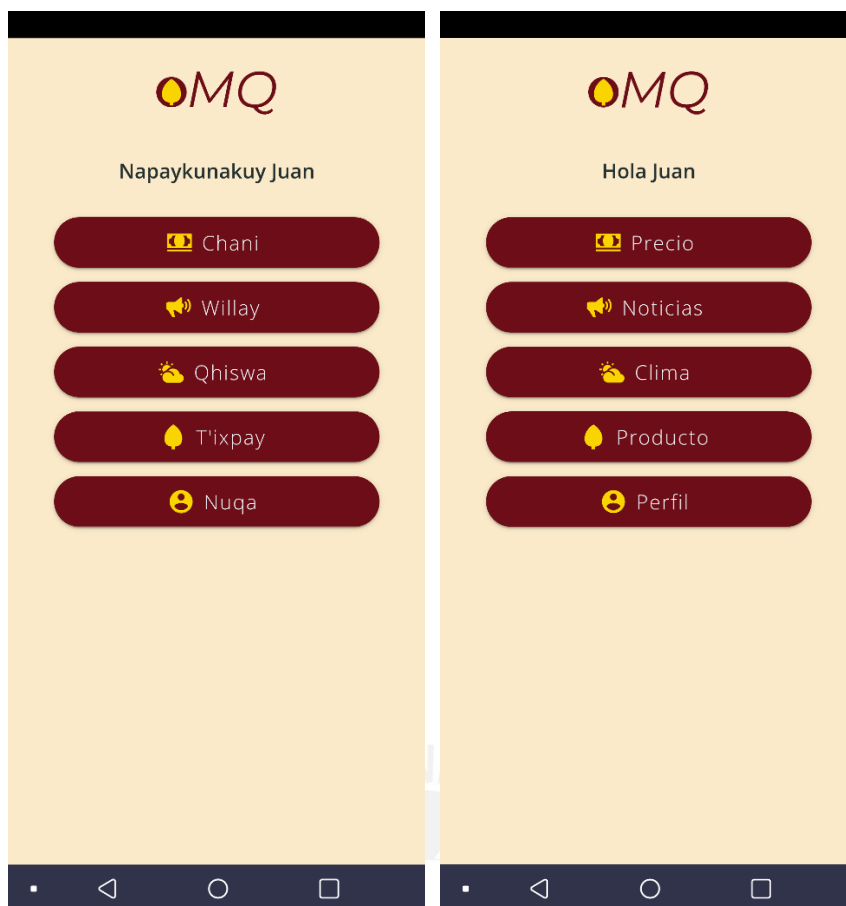 MQ
Napaykunakuy Juan
Chani
Willay
Qhiswa
T'ixpay
Nuqa
MQ
Hola Juan
Precio
Noticias
Clima
Producto
Perfil